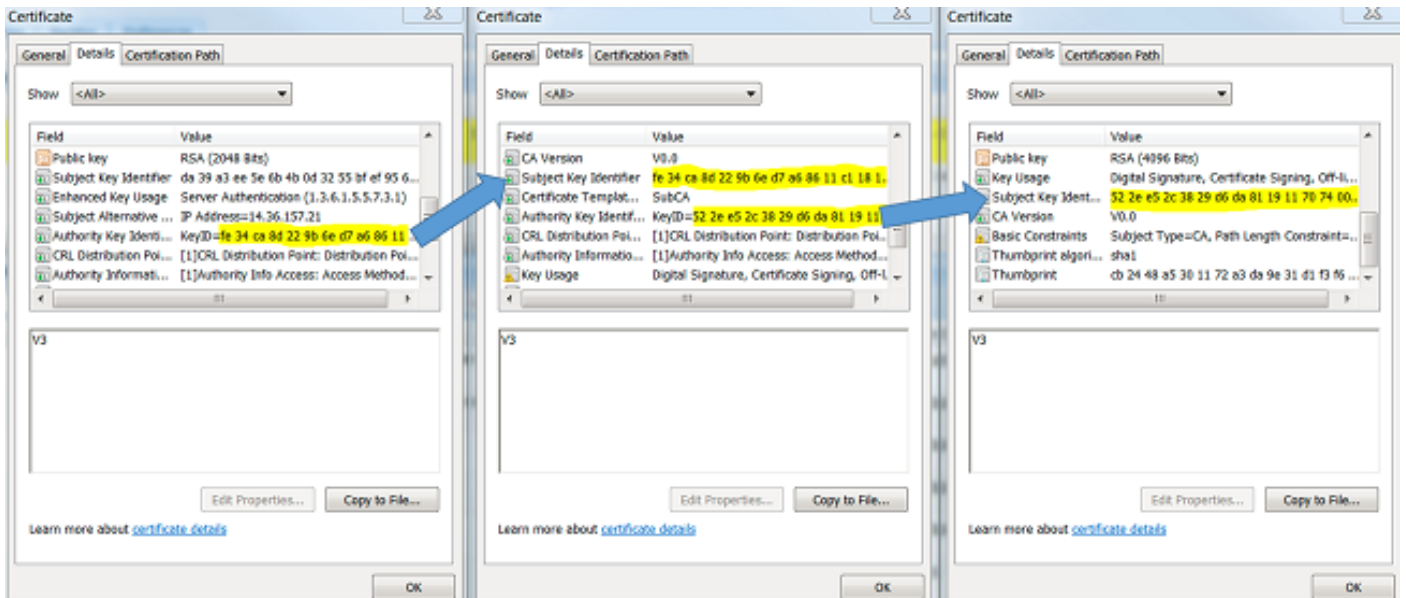 Certificate
General Details Certification Path
Show <All>
Field Value
Public key RSA (2048 Bits)
Subject Key Identifier da 39 a3 ee 5e 6b 4b 0d 32 55 bf ef 95 6...
Enhanced Key Usage Server Authentication (1.3.6.1.5.5.7.3.1)
Subject Alternative ... IP Address=14.36.157.21
Authority Key Identi... KeyID=fe 34 ca 8d 22 9b 6e d7 a6 86 11 ...
CRL Distribution Poi... [1]CRL Distribution Point: Distribution Poi...
Authority Informati... [1]Authority Info Access: Access Method...
V3
Edit Properties... Copy to File...
Learn more about certificate details
OK
Certificate
General Details Certification Path
Show <All>
Field Value
CA Version V0.0
Subject Key Identifier fe 34 ca 8d 22 9b 6e d7 a6 86 11 c1 18 1...
Certificate Templat... SubCA
Authority Key Identif... KeyID=52 2e e5 2c 38 29 d6 da 81 19 11
CRL Distribution Poi... [1]CRL Distribution Point: Distribution Poi...
Authority Informatio... [1]Authority Info Access: Access Method...
Key Usage Digital Signature, Certificate Signing, Off-l...
V3
Edit Properties... Copy to File...
Learn more about certificate details
OK
Certificate
General Details Certification Path
Show <All>
Field Value
Public key RSA (4096 Bits)
Key Usage Digital Signature, Certificate Signing, Off-li...
Subject Key Ident... 52 2e e5 2c 38 29 d6 da 81 19 11 70 74 00...
CA Version V0.0
Basic Constraints Subject Type=CA, Path Length Constraint=...
Thumbprint algori... sha1
Thumbprint cb 24 48 a5 30 11 72 a3 da 9e 31 d1 f3 f6 ...
V3
Edit Properties... Copy to File...
Learn more about certificate details
OK